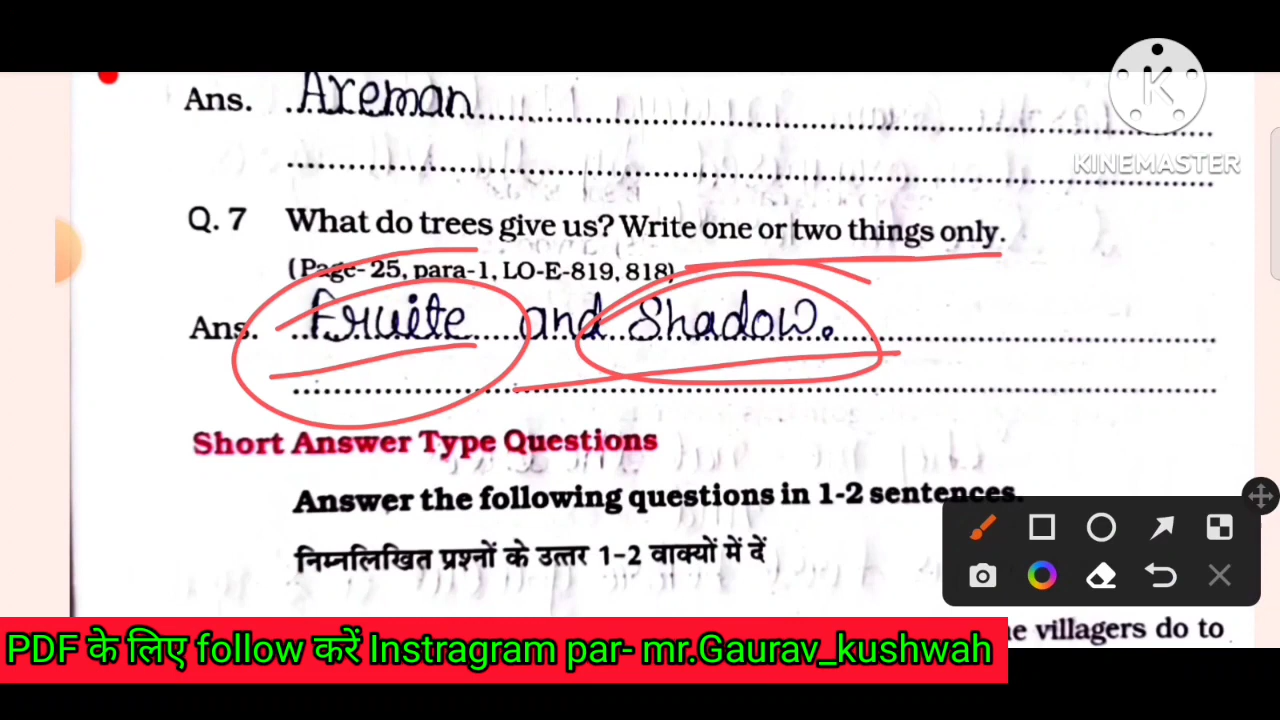 Ans. Axeman
KINEMASTER
Q. 7 What do trees give us? Write one or two things only.
(Page- 25, para-1, LO-E-819, 818)
Ans. Fruite and Shadow.
Short Answer Type Questions
Answer the following questions in 1-2 sentences.
निम्नलिखित प्रश्नों के उत्तर 1-2 वाक्यों में दें
villagers do to
PDF के लिए follow करें Instragram par- mr.Gaurav_kushwah